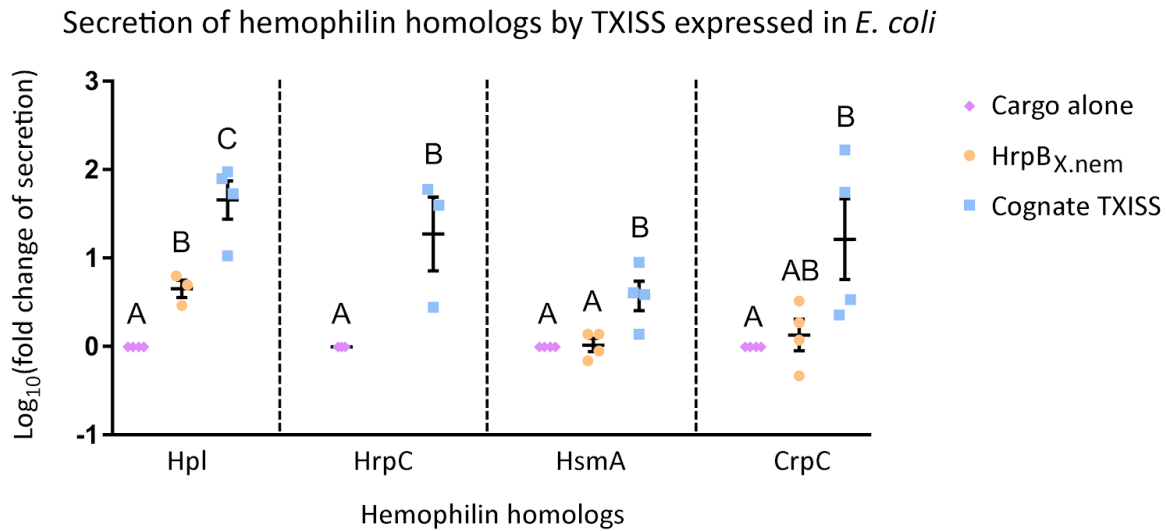 Secretion of hemophilin homologs by TXISS expressed in E. coli
Log10(fold change of secretion)
3
2
1
0
-1
A
B
C
A
B
A
A
B
A
AB
B
Hpl
HrpC
HsmA
CrpC
Hemophilin homologs
Cargo alone
HrpBX.nem
Cognate TXISS